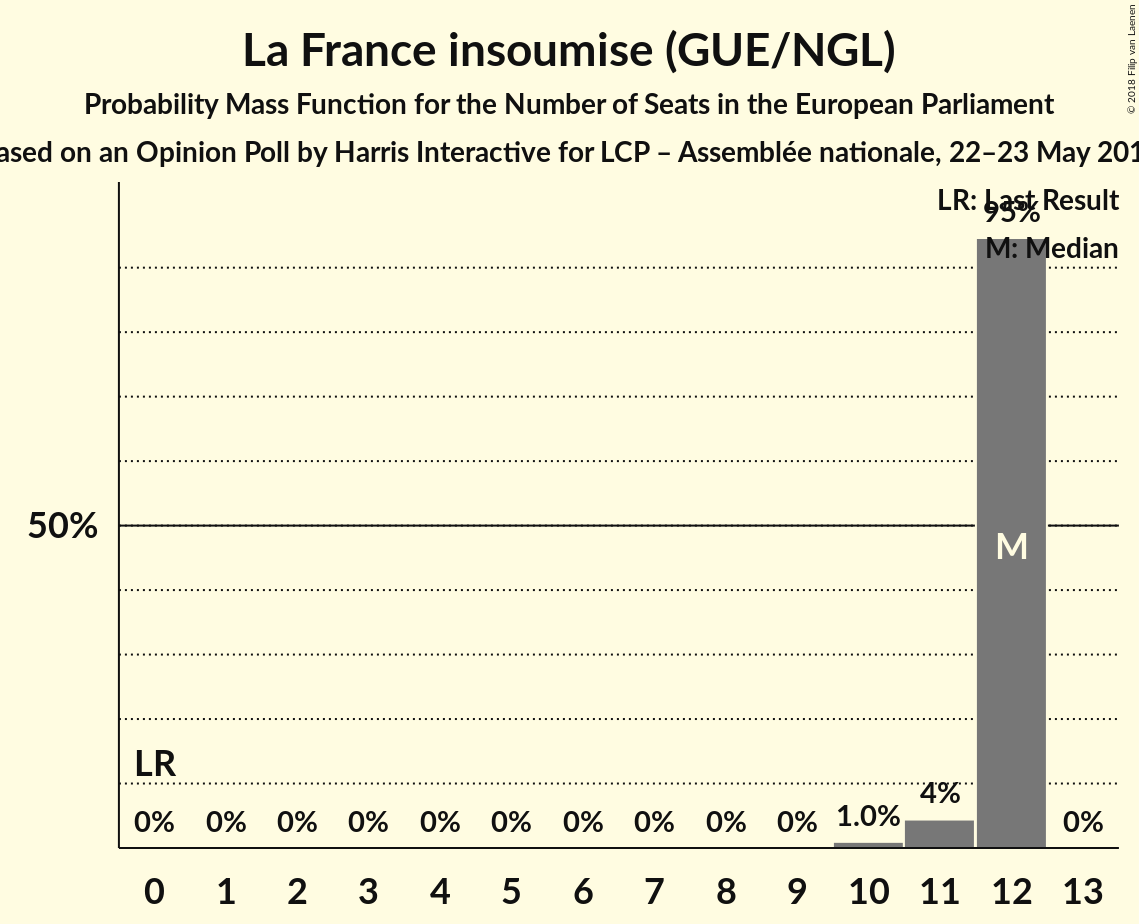 La France insoumise (GUE/NGL)
Probability Mass Function for the Number of Seats in the European Parliament
ased on an Opinion Poll by Harris Interactive for LCP – Assemblée nationale, 22–23 May 201
© 2018 Filip van Laenen
LR: Last Result
95%
M: Median
50%
M
LR
0% 0% 0% 0% 0% 0% 0% 0% 0% 0% 1.0% 4% 0%
0 1 2 3 4 5 6 7 8 9 10 11 12 13